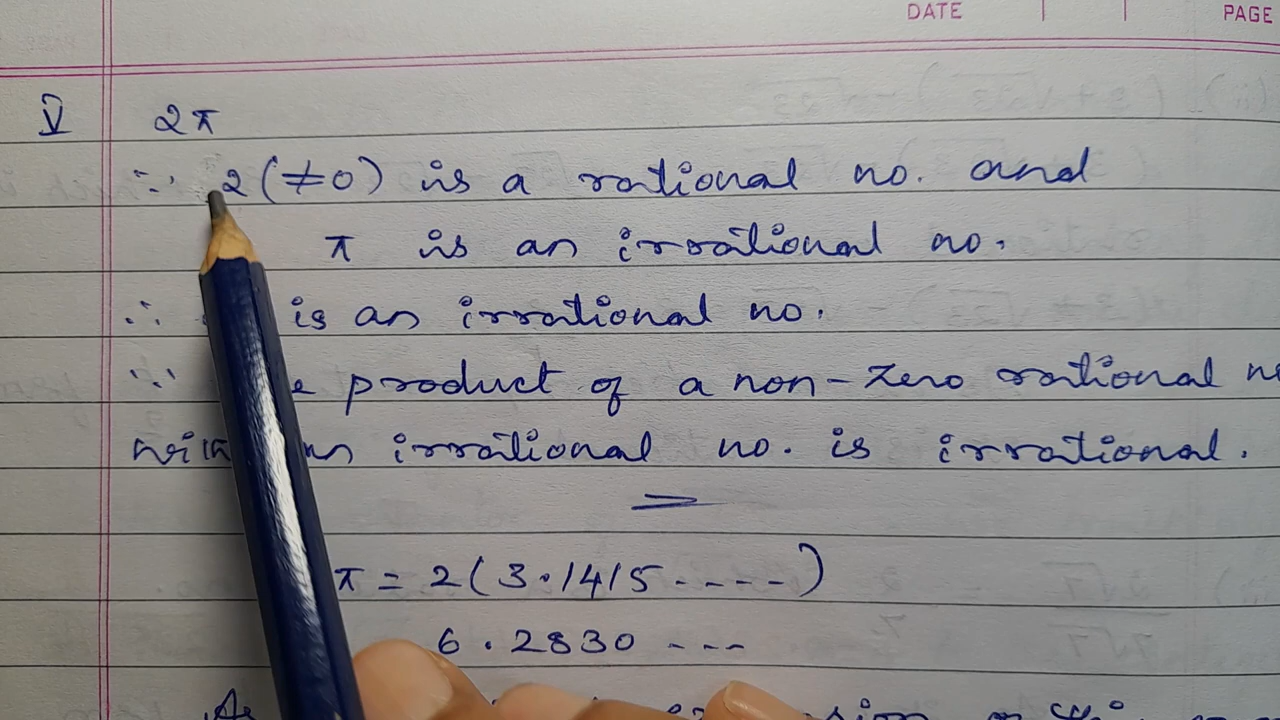 DATE PAGE
V 2π
∵ 2(≠0) is a rational no. and
π is an irrational no.
∴ is an irrational no.
∵ product of a non-zero rational
irrational no. is irrational.
π = 2(3.1415----)
6.2830 ---